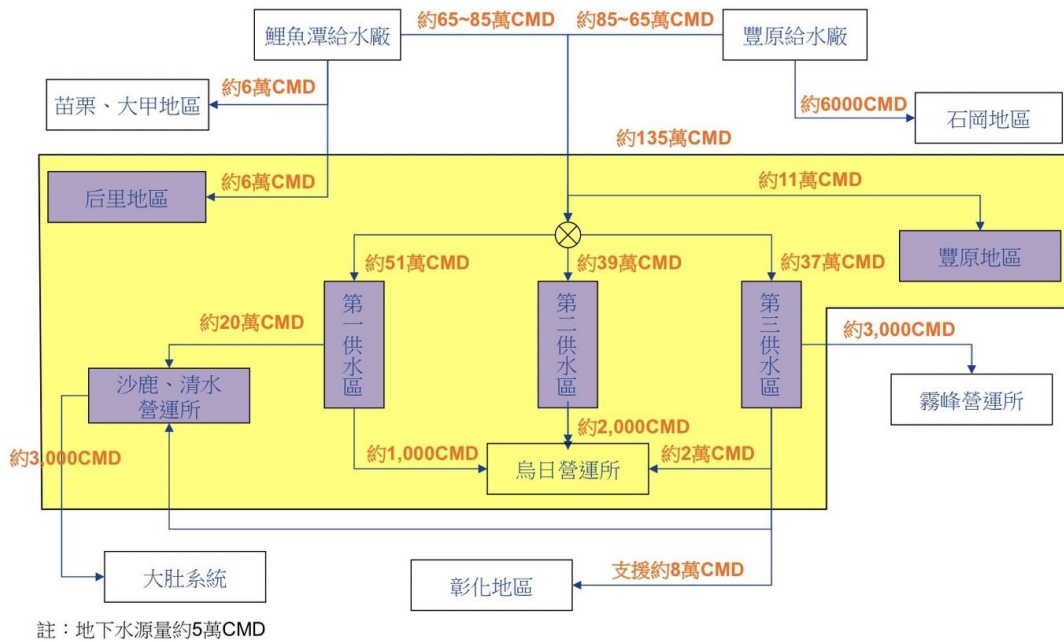 鯉魚潭給水廠
約65~85萬CMD
約85~65萬CMD
豐原給水廠
約6萬CMD
苗栗、大甲地區
約6000CMD
石岡地區
約135萬CMD
后里地區
約6萬CMD
約11萬CMD
豐原地區
約51萬CMD
約39萬CMD
約37萬CMD
第一供水區
第二供水區
第三供水區
約20萬CMD
約3,000CMD
沙鹿、清水
營運所
霧峰營運所
約3,000CMD
約1,000CMD
約2,000CMD
約2萬CMD
烏日營運所
大肚系統
彰化地區
支援約8萬CMD
註：地下水源量約5萬CMD